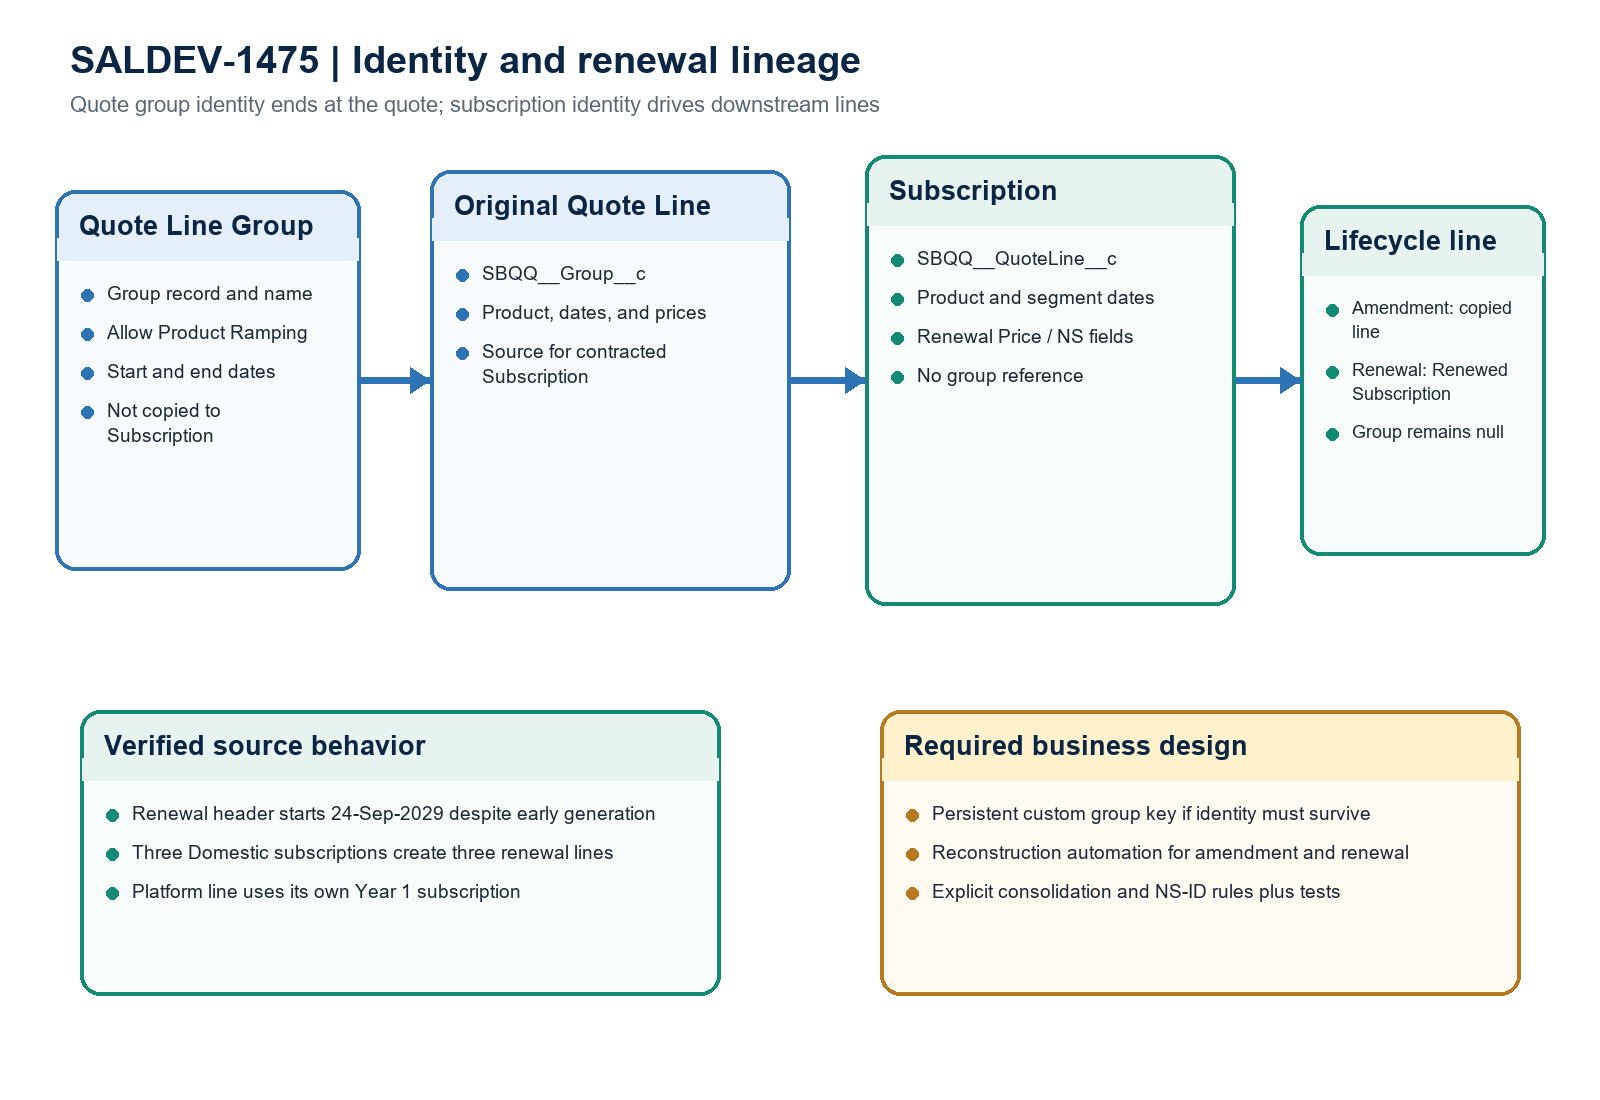 SALDEV-1475 | Identity and renewal lineage
Quote group identity ends at the quote; subscription identity drives downstream lines
Quote Line Group
Group record and name
Allow Product Ramping
Start and end dates
Not copied to
Subscription
Original Quote Line
SBQQ__Group__c
Product, dates, and prices
Source for contracted
Subscription
Subscription
SBQQ__QuoteLine__c
Product and segment dates
Renewal Price / NS fields
No group reference
Lifecycle line
Amendment: copied
line
Renewal: Renewed
Subscription
Group remains null
Verified source behavior
Renewal header starts 24-Sep-2029 despite early generation
Three Domestic subscriptions create three renewal lines
Platform line uses its own Year 1 subscription
Required business design
Persistent custom group key if identity must survive
Reconstruction automation for amendment and renewal
Explicit consolidation and NS-ID rules plus tests